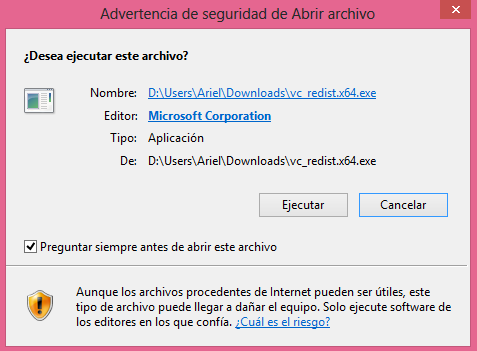 Advertencia de seguridad de Abrir archivo
¿Desea ejecutar este archivo?
Nombre: D:\Users\Ariel\Downloads\vc_redist.x64.exe
Editor: Microsoft Corporation
Tipo: Aplicación
De: D:\Users\Ariel\Downloads\vc_redist.x64.exe
Ejecutar Cancelar
Preguntar siempre antes de abrir este archivo
Aunque los archivos procedentes de Internet pueden ser útiles, este
tipo de archivo puede llegar a dañar el equipo. Solo ejecute software de
los editores en los que confía. ¿Cuál es el riesgo?